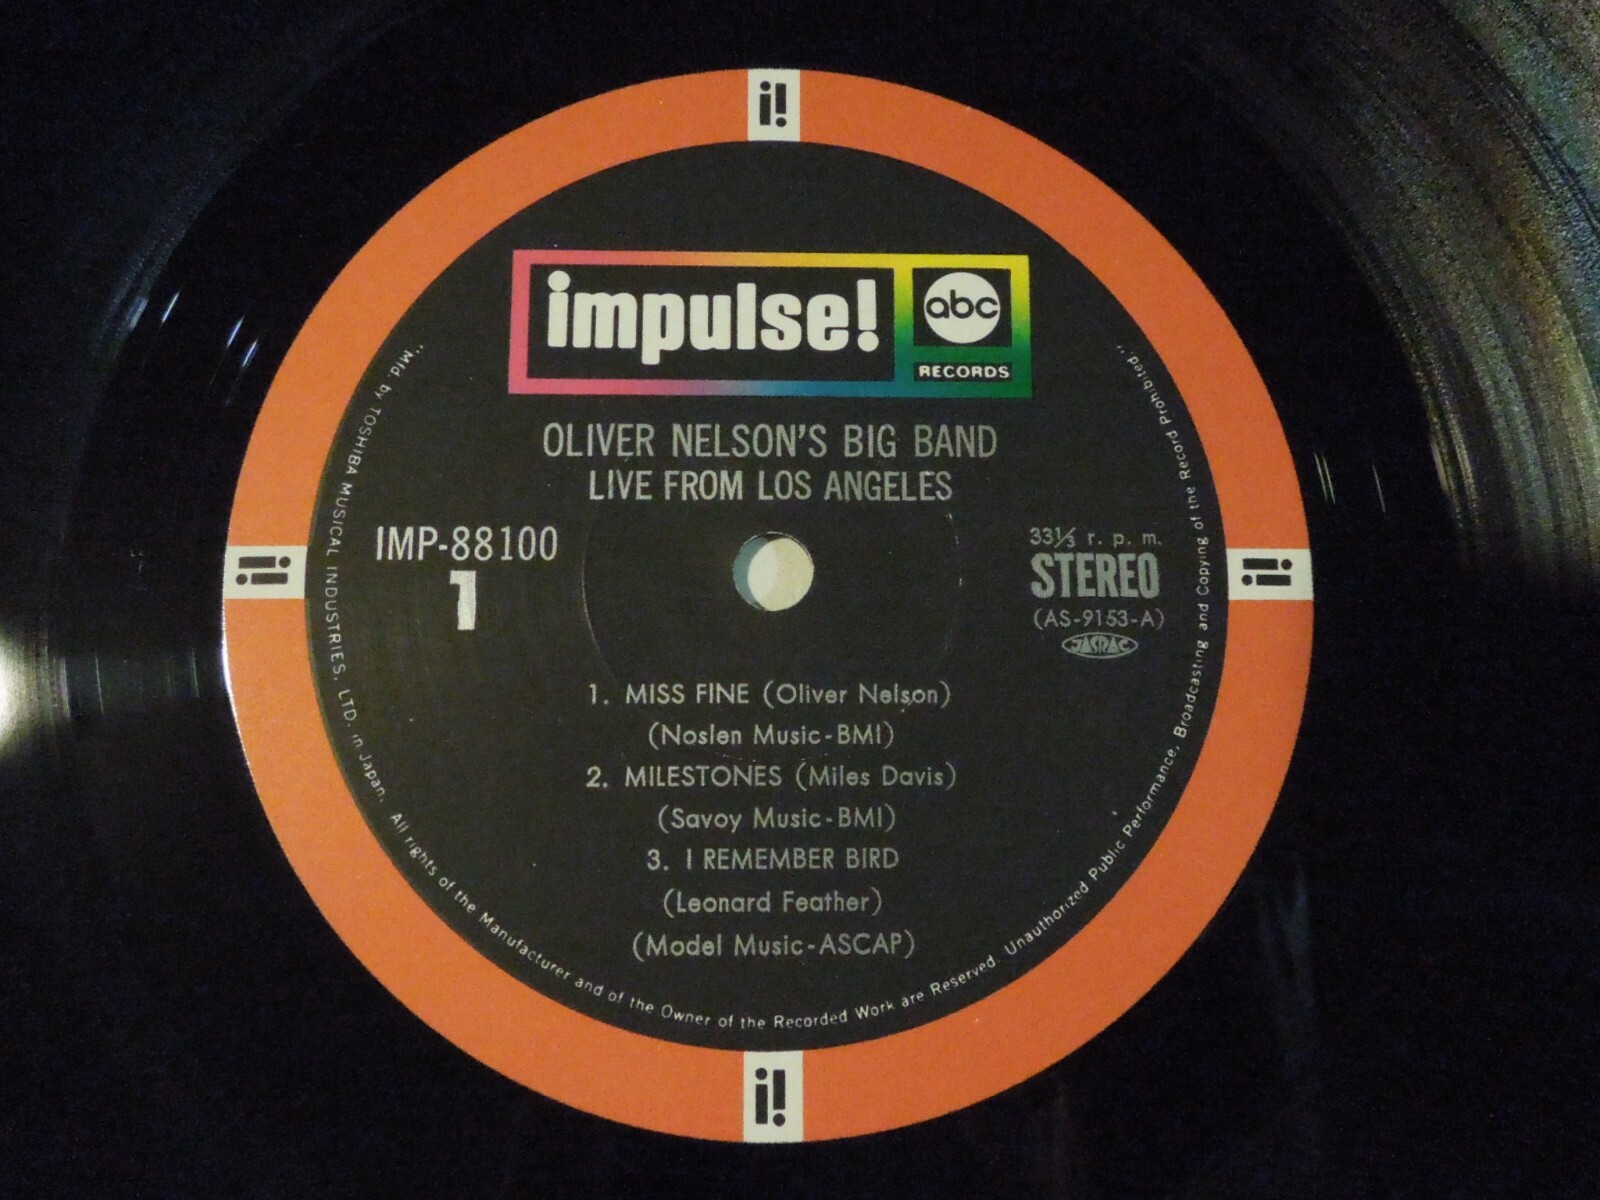 i!
impulse!
abc
RECORDS
OLIVER NELSON'S BIG BAND
LIVE FROM LOS ANGELES
IMP-88100
1
33⅓ r. p. m.
STEREO
(AS-9153-A)
JASRAC
i!
i!
1. MISS FINE (Oliver Nelson)
(Noslen Music-BMI)
2. MILESTONES (Miles Davis)
(Savoy Music-BMI)
3. I REMEMBER BIRD
(Leonard Feather)
(Model Music-ASCAP)
"Mfd. by TOSHIBA MUSICAL INDUSTRIES, LTD. in Japan. All rights of the Manufacturer and of the Owner of the Recorded Work are Reserved. Unauthorized Public Performance, Broadcasting and Copying of the Record Prohibited."
i!